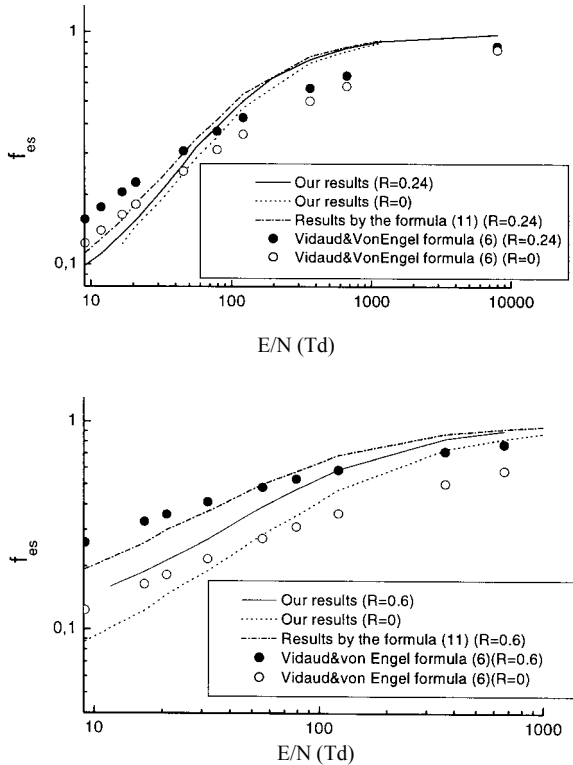 1
f_es
0,1
Our results (R=0.24)
Our results (R=0)
Results by the formula (11) (R=0.24)
Vidaud&VonEngel formula (6) (R=0.24)
Vidaud&VonEngel formula (6) (R=0)
10 100 1000 10000
E/N (Td)
1
f_es
0,1
Our results (R=0.6)
Our results (R=0)
Results by the formula (11) (R=0.6)
Vidaud&von Engel formula (6)(R=0.6)
Vidaud&von Engel formula (6)(R=0)
10 100 1000
E/N (Td)